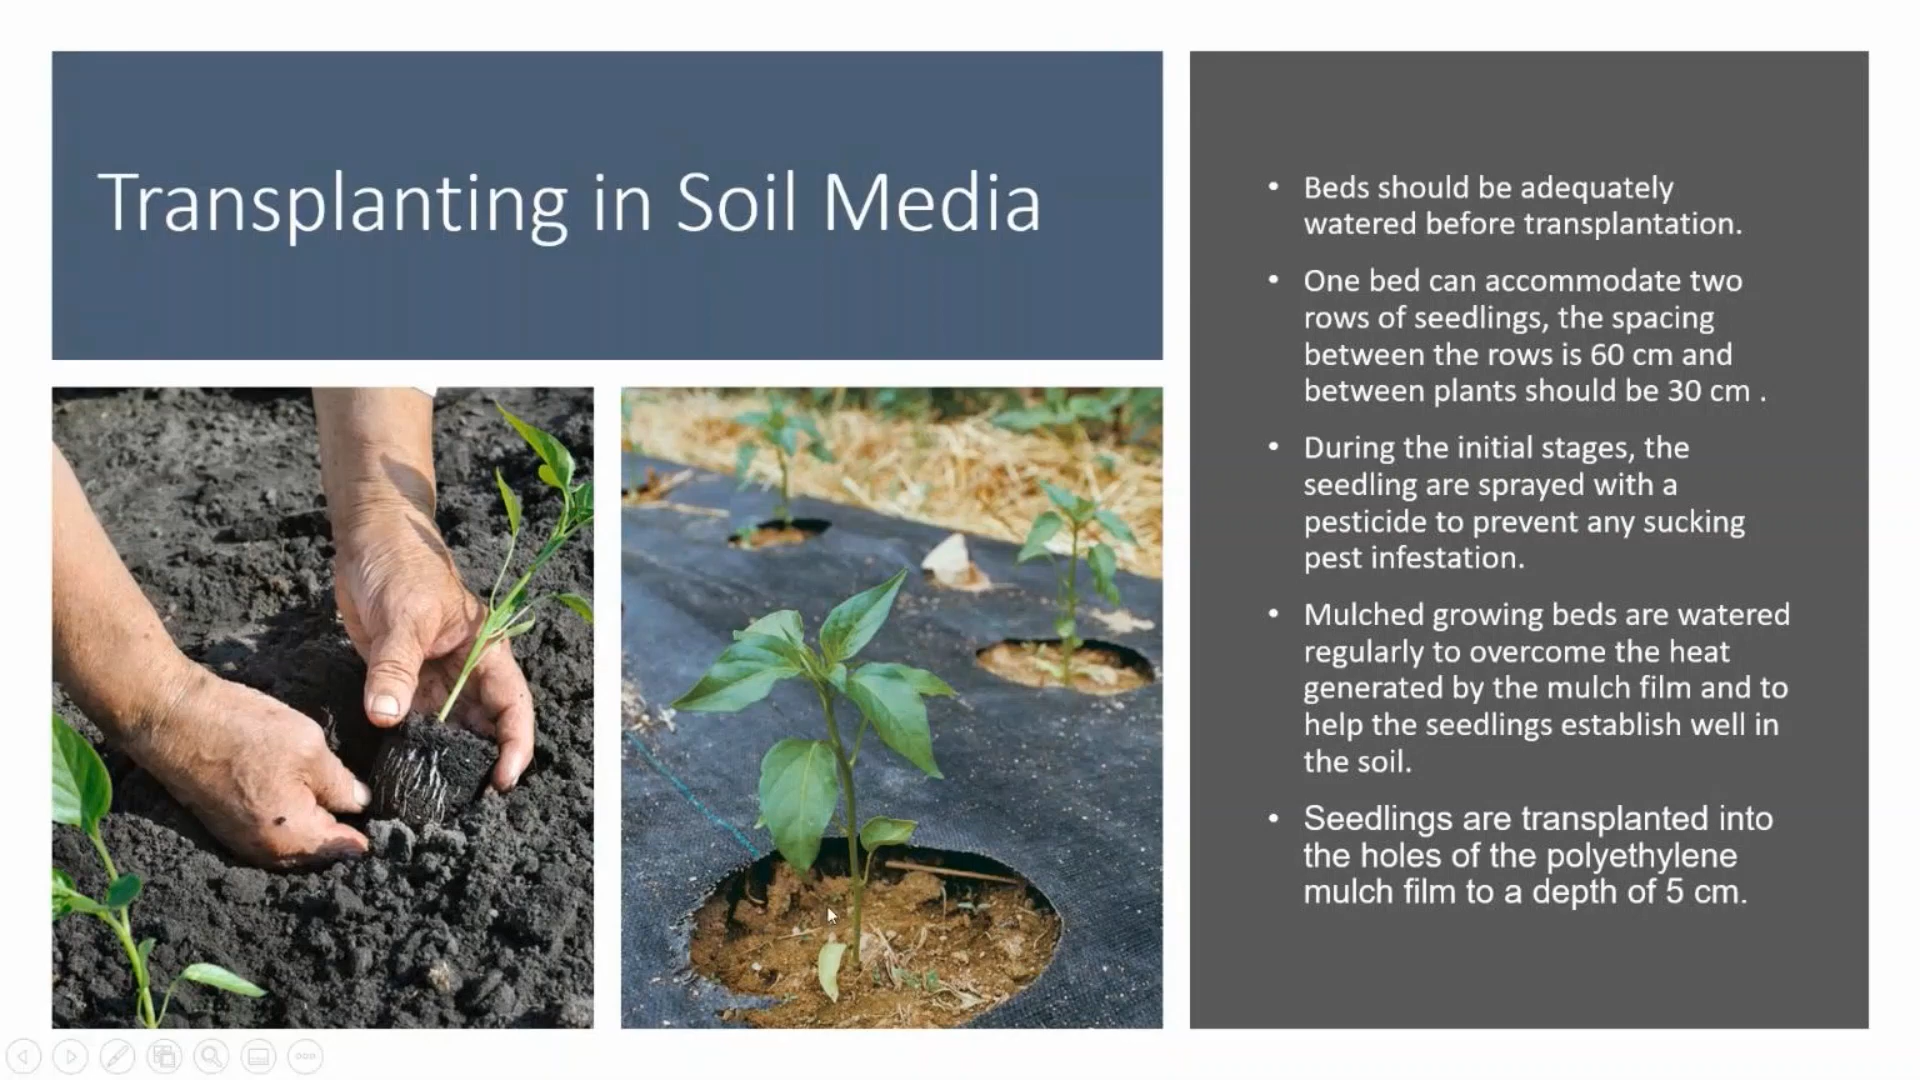 Transplanting in Soil Media
• Beds should be adequately
watered before transplantation.
• One bed can accommodate two
rows of seedlings, the spacing
between the rows is 60 cm and
between plants should be 30 cm .
• During the initial stages, the
seedling are sprayed with a
pesticide to prevent any sucking
pest infestation.
• Mulched growing beds are watered
regularly to overcome the heat
generated by the mulch film and to
help the seedlings establish well in
the soil.
• Seedlings are transplanted into
the holes of the polyethylene
mulch film to a depth of 5 cm.